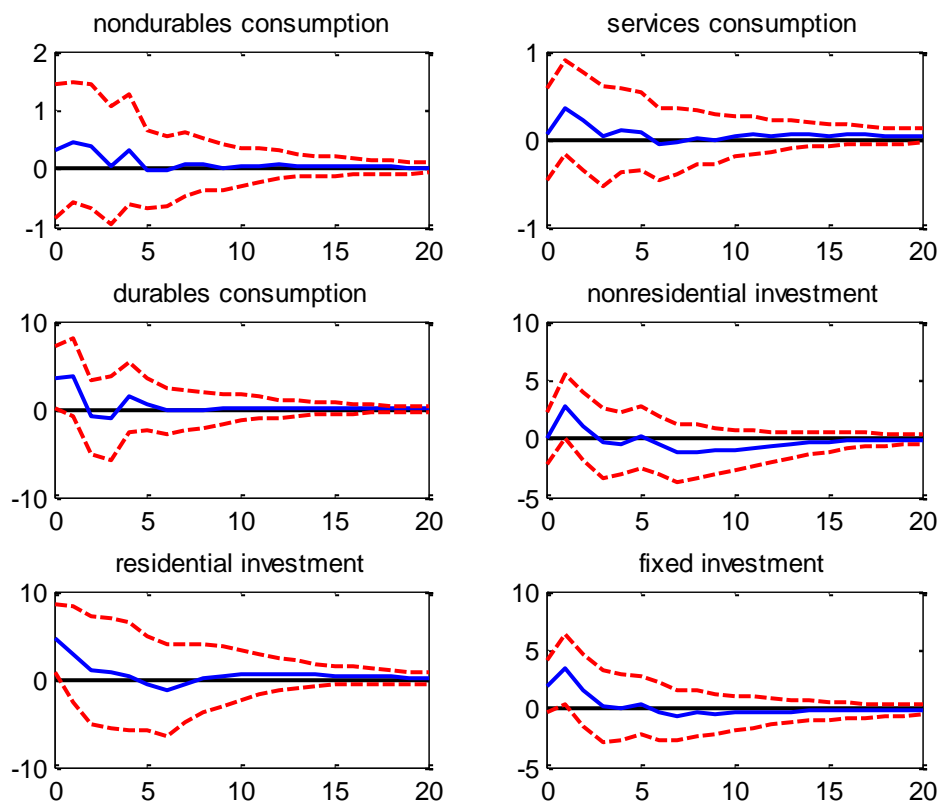 nondurables consumption
2
1
0
-1
0 5 10 15 20
services consumption
1
0
-1
0 5 10 15 20
durables consumption
10
0
-10
0 5 10 15 20
nonresidential investment
10
5
0
-5
0 5 10 15 20
residential investment
10
0
-10
0 5 10 15 20
fixed investment
10
5
0
-5
0 5 10 15 20